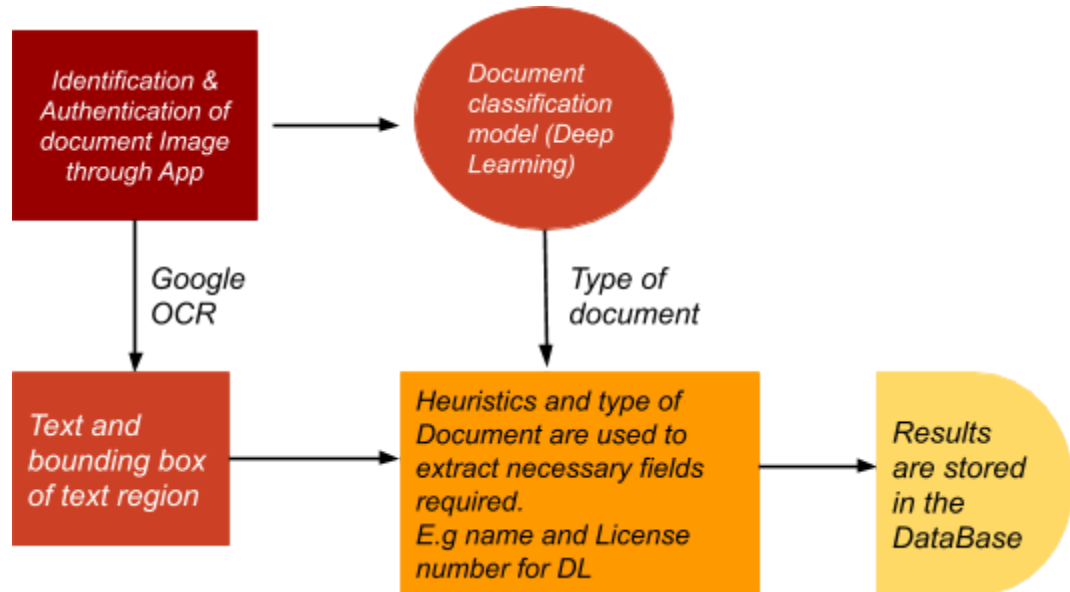 Identification &
Authentication of
document Image
through App
Document
classification
model (Deep
Learning)
Google
OCR
Type of
document
Text and
bounding box
of text region
Heuristics and type of
Document are used to
extract necessary fields
required.
E.g name and License
number for DL
Results
are stored
in the
DataBase